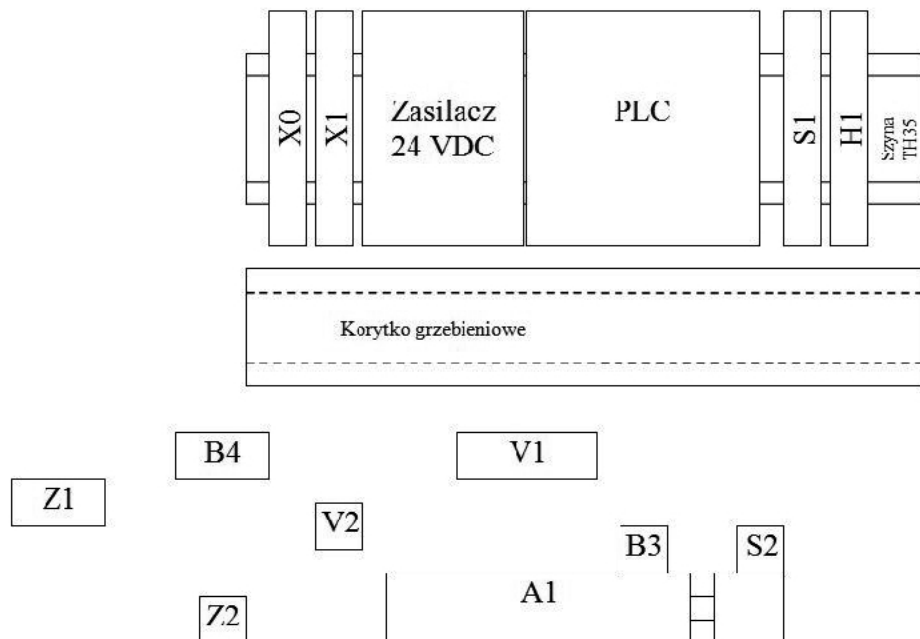 X0
X1
Zasilacz
24 VDC
PLC
S1
H1
Szyna
TH35
Korytko grzebieniowe
B4
V1
Z1
V2
B3
S2
Z2
A1